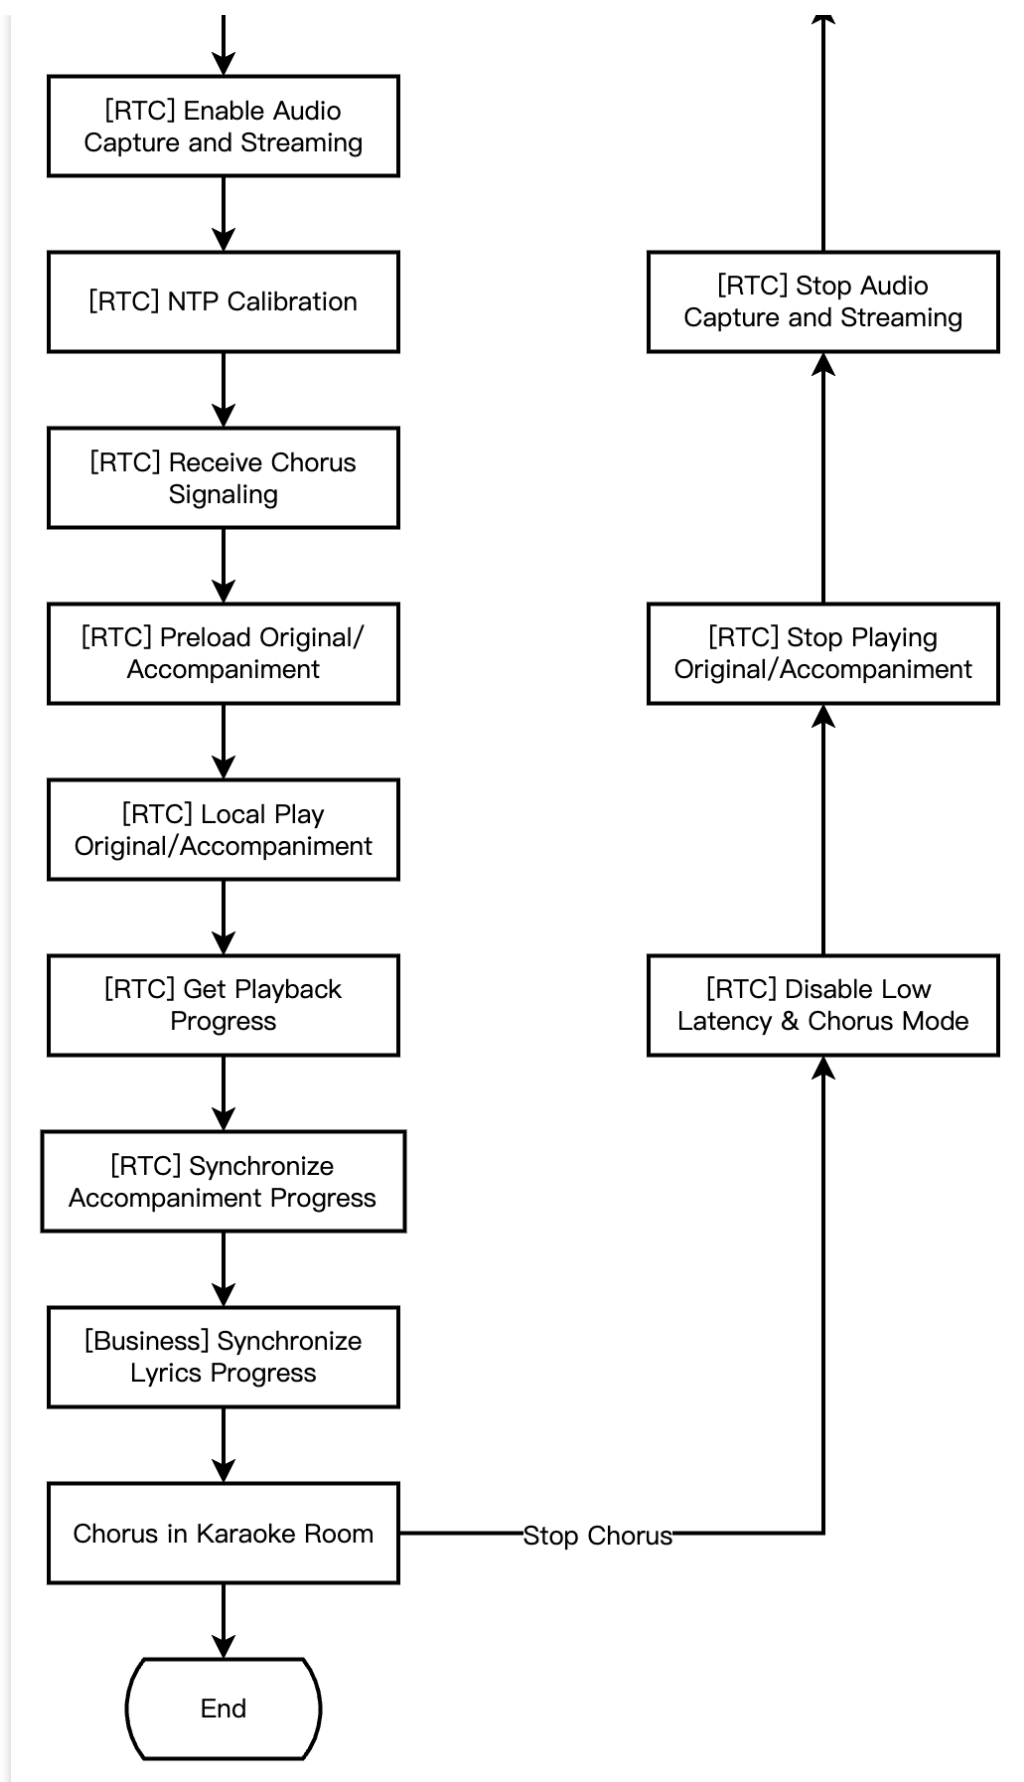 [RTC] Enable Audio
Capture and Streaming
[RTC] NTP Calibration
[RTC] Receive Chorus
Signaling
[RTC] Preload Original/
Accompaniment
[RTC] Local Play
Original/Accompaniment
[RTC] Get Playback
Progress
[RTC] Synchronize
Accompaniment Progress
[Business] Synchronize
Lyrics Progress
Chorus in Karaoke Room
End
Stop Chorus
[RTC] Disable Low
Latency & Chorus Mode
[RTC] Stop Playing
Original/Accompaniment
[RTC] Stop Audio
Capture and Streaming